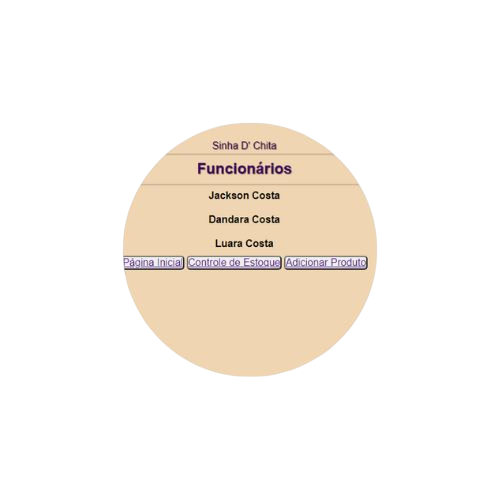 Sinha D' Chita
Funcionários
Jackson Costa
Dandara Costa
Luara Costa
Página Inicial Controle de Estoque Adicionar Produto